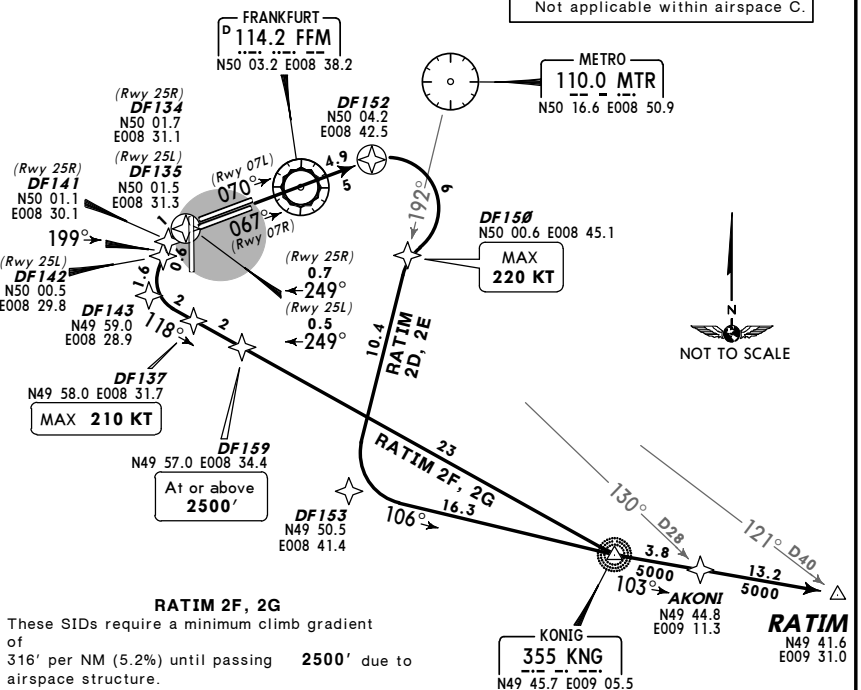 Not applicable within airspace C.
FRANKFURT
D 114.2 FFM
N50 03.2 E008 38.2
METRO
110.0 MTR
N50 16.6 E008 50.9
(Rwy 25R)
DF134
N50 01.7
E008 31.1
(Rwy 25L)
DF135
N50 01.5
E008 31.3
DF152
N50 04.2
E008 42.5
(Rwy 25R)
DF141
N50 01.1
E008 30.1
199°
(Rwy 25L)
DF142
N50 00.5
E008 29.8
(Rwy 07L)
070°
067°
(Rwy 07R)
4.9
5
9
192°
DF150
N50 00.6 E008 45.1
MAX
220 KT
1
0.6
1.6
2
2
(Rwy 25R)
0.7
249°
(Rwy 25L)
0.5
249°
DF143
N49 59.0
E008 28.9
118°
DF137
N49 58.0 E008 31.7
MAX 210 KT
DF159
N49 57.0 E008 34.4
At or above
2500'
10.4
RATIM
2D, 2E
N
NOT TO SCALE
23
RATIM 2F, 2G
DF153
N49 50.5
E008 41.4
106°
16.3
130°
D28
121°
D40
3.8
5000
103°
13.2
5000
AKONI
N49 44.8
E009 11.3
RATIM
N49 41.6
E009 31.0
KONIG
355 KNG
N49 45.7 E009 05.5
RATIM 2F, 2G
These SIDs require a minimum climb gradient
of
316' per NM (5.2%) until passing 2500' due to
airspace structure.